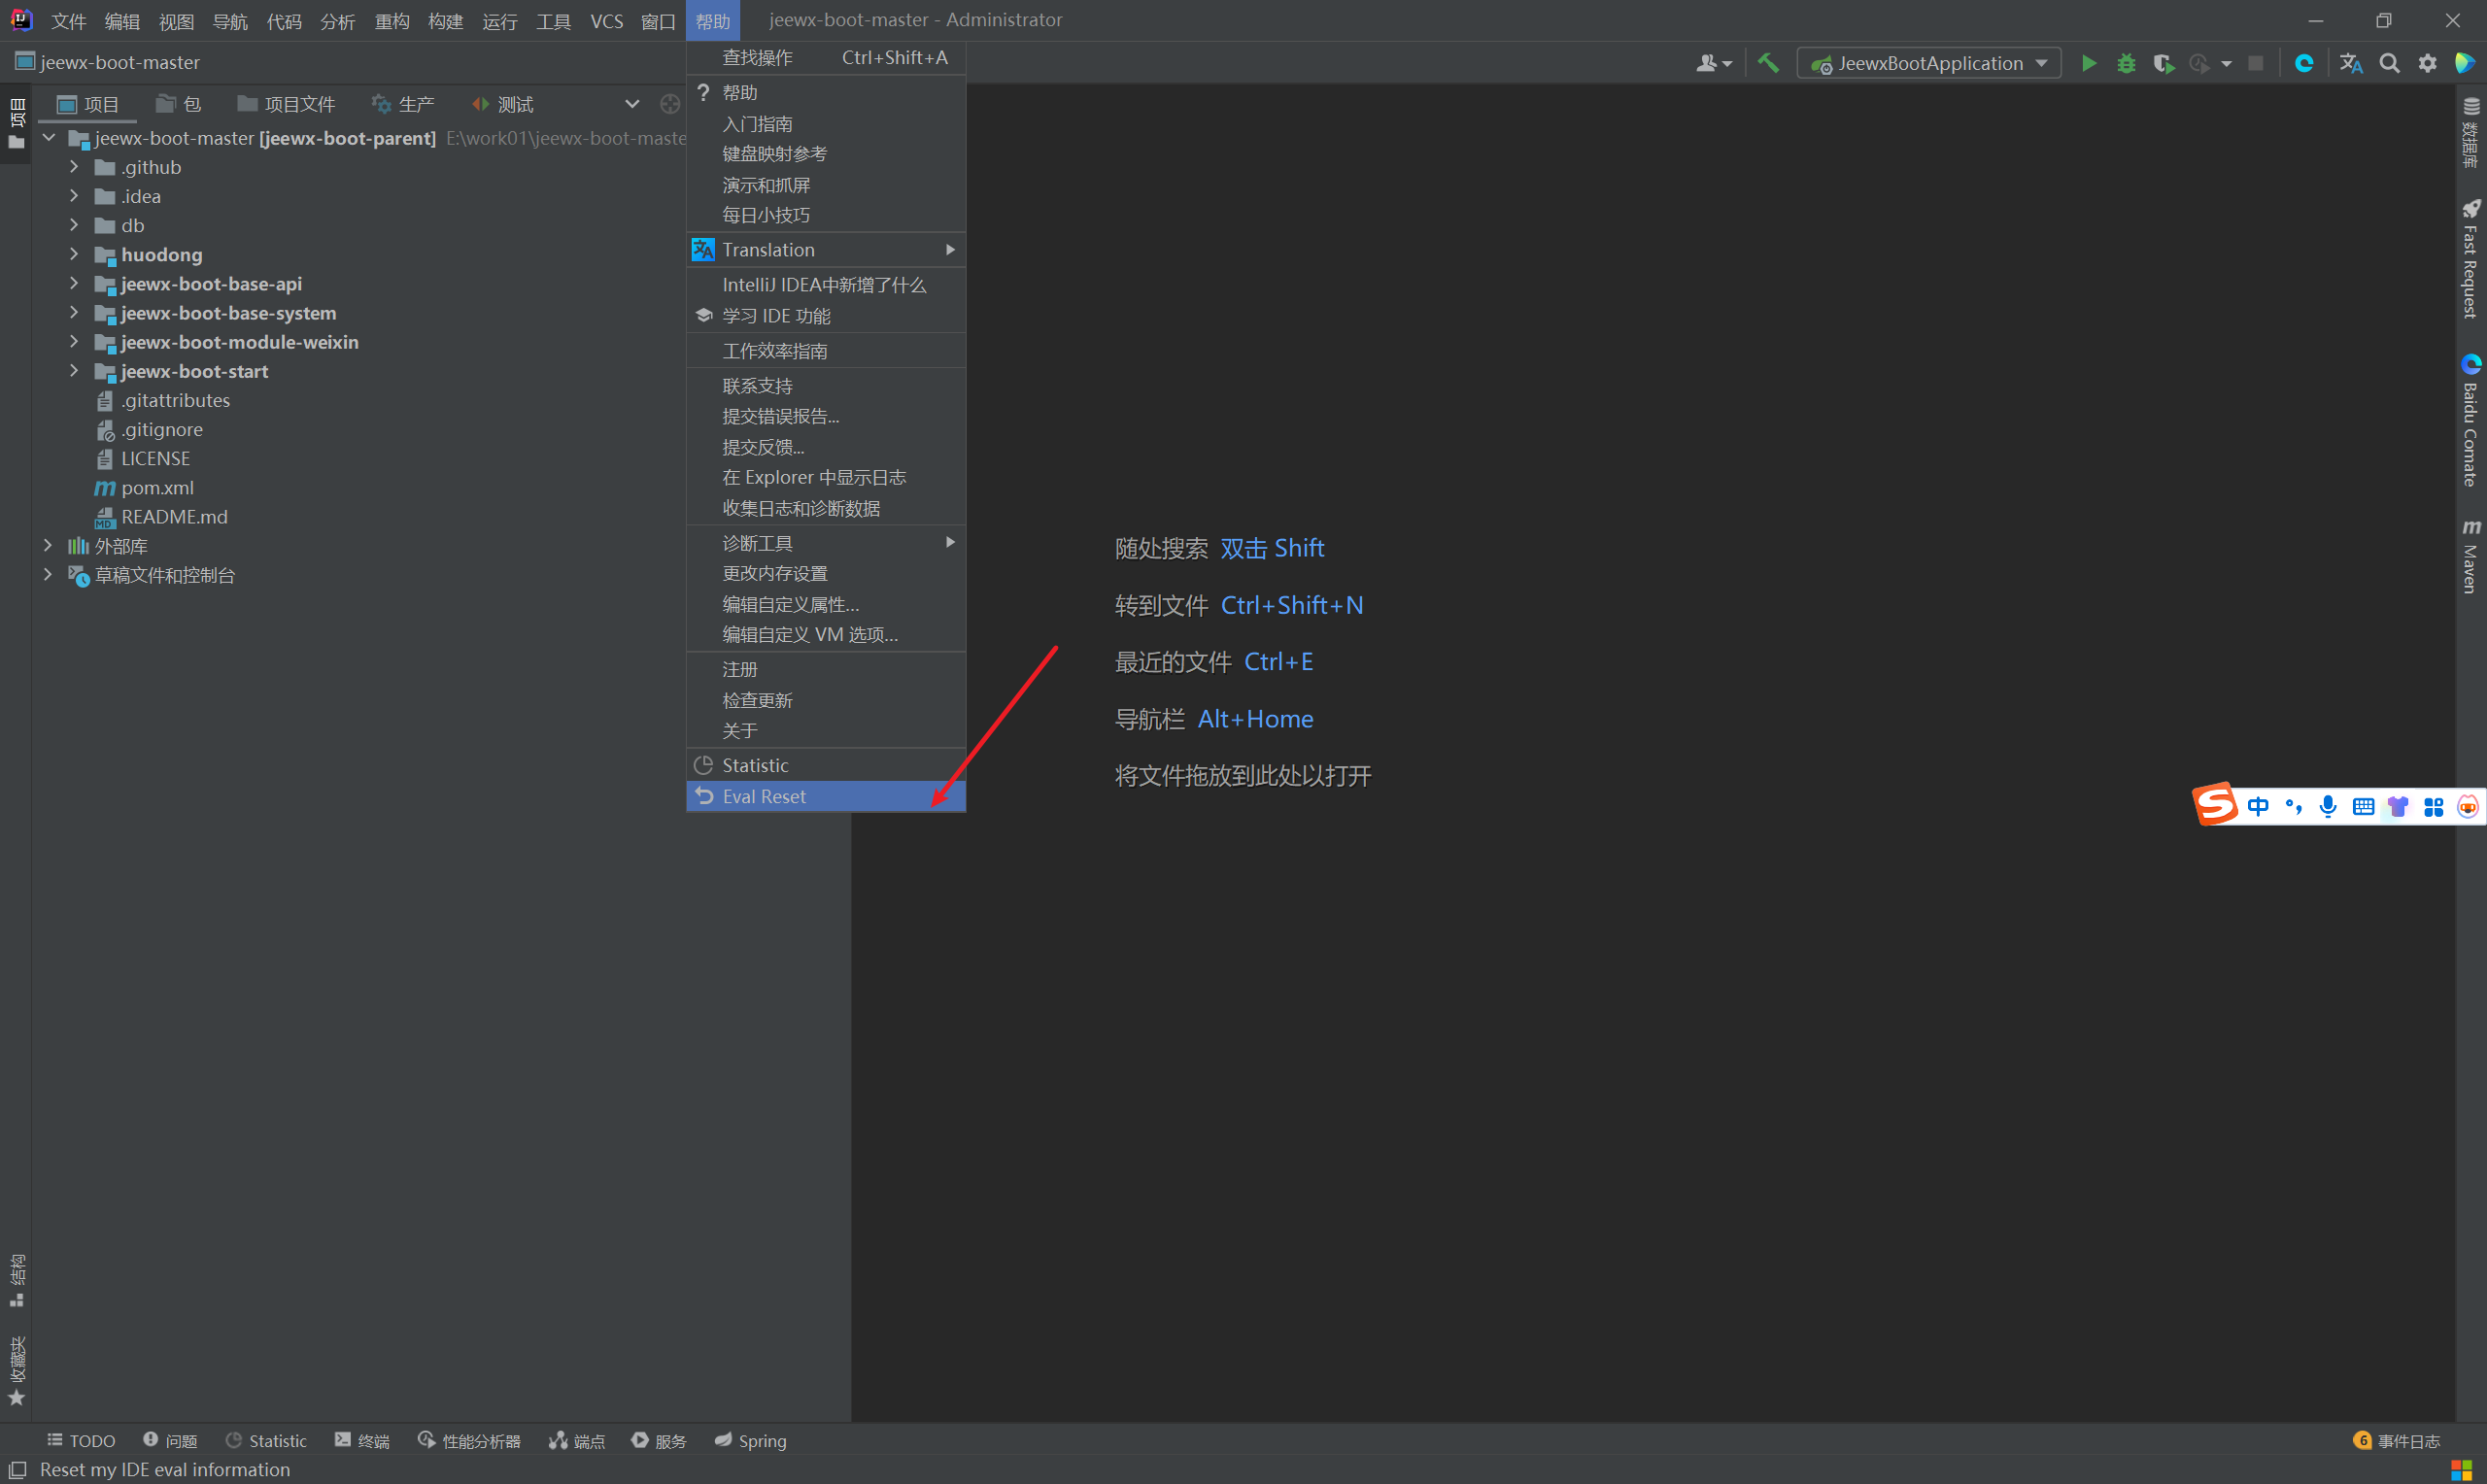 文件 编辑 视图 导航 代码 分析 重构 构建 运行 工具 VCS 窗口 帮助 jeewx-boot-master - Administrator
jeewx-boot-master
JeewxBootApplication
项目 包 项目文件 生产 测试
项目
jeewx-boot-master [jeewx-boot-parent] E:\work01\jeewx-boot-maste
.github
.idea
db
huodong
jeewx-boot-base-api
jeewx-boot-base-system
jeewx-boot-module-weixin
jeewx-boot-start
.gitattributes
.gitignore
LICENSE
pom.xml
README.md
外部库
草稿文件和控制台
查找操作 Ctrl+Shift+A
帮助
入门指南
键盘映射参考
演示和抓屏
每日小技巧
Translation
IntelliJ IDEA中新增了什么
学习 IDE 功能
工作效率指南
联系支持
提交错误报告...
提交反馈...
在 Explorer 中显示日志
收集日志和诊断数据
诊断工具
更改内存设置
编辑自定义属性...
编辑自定义 VM 选项...
注册
检查更新
关于
Statistic
Eval Reset
随处搜索 双击 Shift
转到文件 Ctrl+Shift+N
最近的文件 Ctrl+E
导航栏 Alt+Home
将文件拖放到此处以打开
数据库
Fast Request
Baidu Comate
Maven
中
结构
收藏夹
TODO 问题 Statistic 终端 性能分析器 端点 服务 Spring
6 事件日志
Reset my IDE eval information